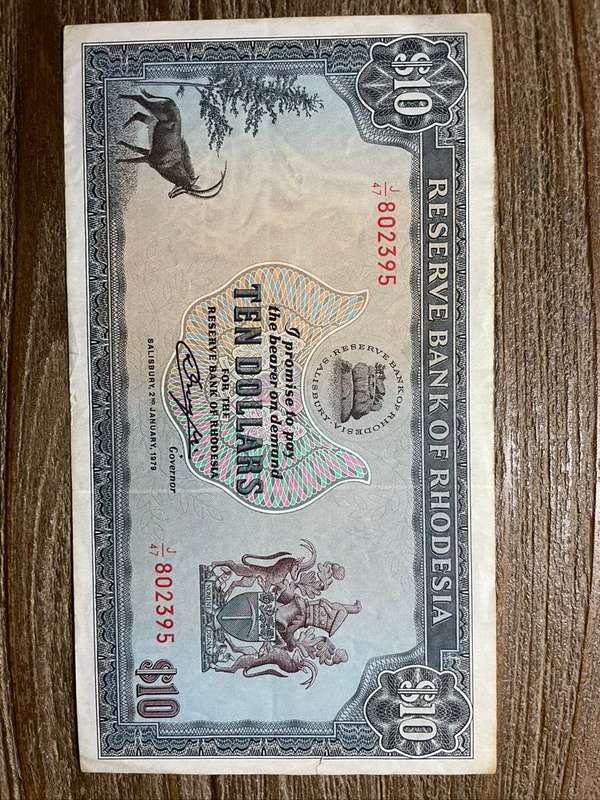 $10
$10
RESERVE BANK OF RHODESIA
J/47 802395
RESERVE BANK OF RHODESIA · SALISBURY ·
I promise to pay
the bearer on demand
TEN DOLLARS
FOR THE
RESERVE BANK OF RHODESIA
Governor
SALISBURY, 2ND JANUARY, 1979
J/47 802395
$10